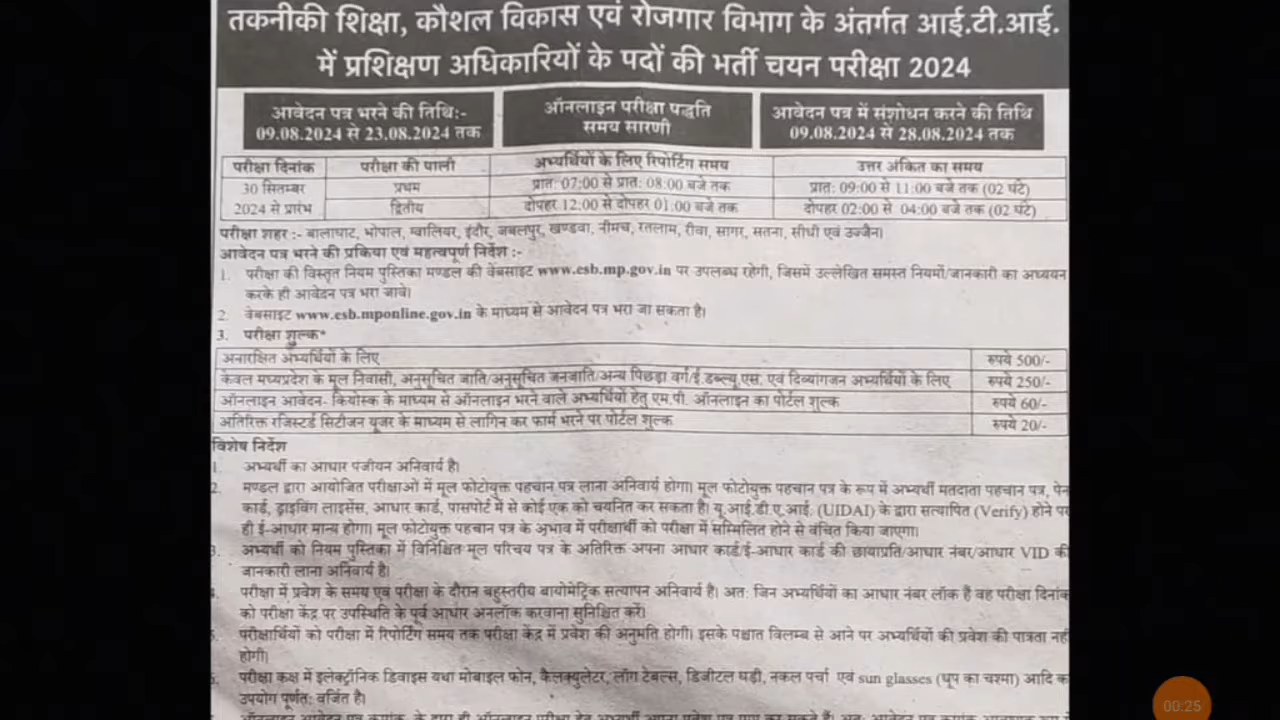 तकनीकी शिक्षा, कौशल विकास एवं रोजगार विभाग के अंतर्गत आई.टी.आई.
में प्रशिक्षण अधिकारियों के पदों की भर्ती चयन परीक्षा 2024
आवेदन पत्र भरने की तिथि:-
09.08.2024 से 23.08.2024 तक
ऑनलाइन परीक्षा पद्धति
समय सारणी
आवेदन पत्र में संशोधन करने की तिथि
09.08.2024 से 28.08.2024 तक
परीक्षा दिनांक परीक्षा की पाली अभ्यर्थियों के लिए रिपोर्टिंग समय उत्तर अंकित का समय
30 सितम्बर प्रथम प्रात: 07:00 से प्रात: 08:00 बजे तक प्रात: 09:00 से 11:00 बजे तक (02 घंटे)
2024 से प्रारंभ द्वितीय दोपहर 12:00 से दोपहर 01:00 बजे तक दोपहर 02:00 से 04:00 बजे तक (02 घंटे)
परीक्षा शहर :- बालाघाट, भोपाल, ग्वालियर, इंदौर, जबलपुर, खण्डवा, नीमच, रतलाम, रीवा, सागर, सतना, सीधी एवं उज्जैन।
आवेदन पत्र भरने की प्रकिया एवं महत्वपूर्ण निर्देश :-
1. परीक्षा की विस्तृत नियम पुस्तिका मण्डल की वेबसाइट www.esb.mp.gov.in पर उपलब्ध रहेगी, जिसमें उल्लेखित समस्त नियमों/जानकारी का अध्ययन
करके ही आवेदन पत्र भरा जावे।
2. वेबसाइट www.esb.mponline.gov.in के माध्यम से आवेदन पत्र भरा जा सकता है।
3. परीक्षा शुल्क*
अनारक्षित अभ्यर्थियों के लिए रुपये 500/-
केवल मध्यप्रदेश के मूल निवासी, अनुसूचित जाति/अनुसूचित जनजाति/अन्य पिछड़ा वर्ग/ई.डब्ल्यू.एस. एवं दिव्यांगजन अभ्यर्थियों के लिए रुपये 250/-
ऑनलाइन आवेदन- कियोस्क के माध्यम से ऑनलाइन भरने वाले अभ्यर्थियों हेतु एम.पी. ऑनलाइन का पोर्टल शुल्क रुपये 60/-
अतिरिक्त रजिस्टर्ड सिटीजन यूजर के माध्यम से लागिन कर फार्म भरने पर पोर्टल शुल्क रुपये 20/-
विशेष निर्देश
1. अभ्यर्थी का आधार पंजीयन अनिवार्य है।
2. मण्डल द्वारा आयोजित परीक्षाओं में मूल फोटोयुक्त पहचान पत्र लाना अनिवार्य होगा। मूल फोटोयुक्त पहचान पत्र के रूप में अभ्यर्थी मतदाता पहचान पत्र, पेन
कार्ड, ड्राइविंग लाइसेंस, आधार कार्ड, पासपोर्ट में से कोई एक को चयनित कर सकता है। यू.आई.डी.ए.आई. (UIDAI) के द्वारा सत्यापित (Verify) होने पर
ही ई-आधार मान्य होगा। मूल फोटोयुक्त पहचान पत्र के अभाव में परीक्षार्थी को परीक्षा में सम्मिलित होने से वंचित किया जाएगा।
3. अभ्यर्थी को नियम पुस्तिका में विनिर्धारित मूल परिचय पत्र के अतिरिक्त अपना आधार कार्ड/ई-आधार कार्ड की छायाप्रति/आधार नंबर/आधार VID की
जानकारी लाना अनिवार्य है।
परीक्षा में प्रवेश के समय एवं परीक्षा के दौरान बहुस्तरीय बायोमेट्रिक सत्यापन अनिवार्य है। अत: जिन अभ्यर्थियों का आधार नंबर लॉक हैं वह परीक्षा दिनांक
को परीक्षा केंद्र पर उपस्थिति के पूर्व आधार अनलॉक करवाना सुनिश्चित करें।
परीक्षार्थियों को परीक्षा में रिपोर्टिंग समय तक परीक्षा केंद्र में प्रवेश की अनुमति होगी। इसके पश्चात विलम्ब से आने पर अभ्यर्थियों की प्रवेश की पात्रता नहीं
होगी।
परीक्षा कक्ष में इलेक्ट्रॉनिक डिवाइस यथा मोबाइल फोन, कैलक्युलेटर, लॉग टेबल्स, डिजीटल घड़ी, नकल पर्चा एवं sun glasses (धूप का चश्मा) आदि का
उपयोग पूर्णत: वर्जित है।
00:25